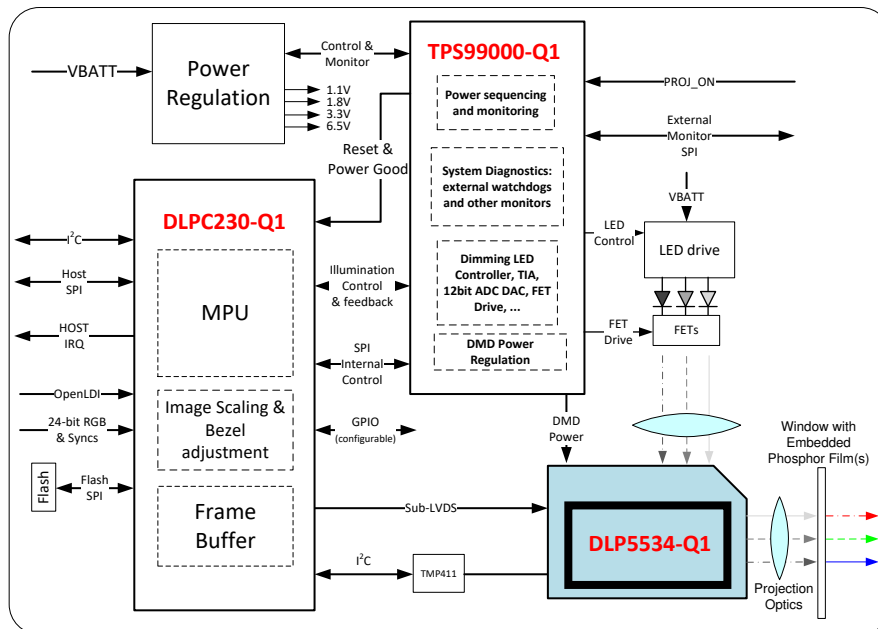 VBATT
Power
Regulation
Control &
Monitor
1.1V
1.8V
3.3V
6.5V
Reset &
Power Good
TPS99000-Q1
Power sequencing
and monitoring
System Diagnostics:
external watchdogs
and other monitors
Dimming LED
Controller, TIA,
12bit ADC DAC, FET
Drive, ...
DMD Power
Regulation
PROJ_ON
External
Monitor
SPI
VBATT
LED
Control
LED drive
FET
Drive
FETs
DLPC230-Q1
MPU
Image Scaling &
Bezel
adjustment
Frame
Buffer
I²C
Host
SPI
HOST
IRQ
OpenLDI
24-bit RGB
& Syncs
Flash
Flash
SPI
Illumination
Control
& feedback
SPI
Internal
Control
GPIO
(configurable)
Sub-LVDS
I²C
TMP411
DMD
Power
DLP5534-Q1
Window with
Embedded
Phosphor Film(s)
Projection
Optics